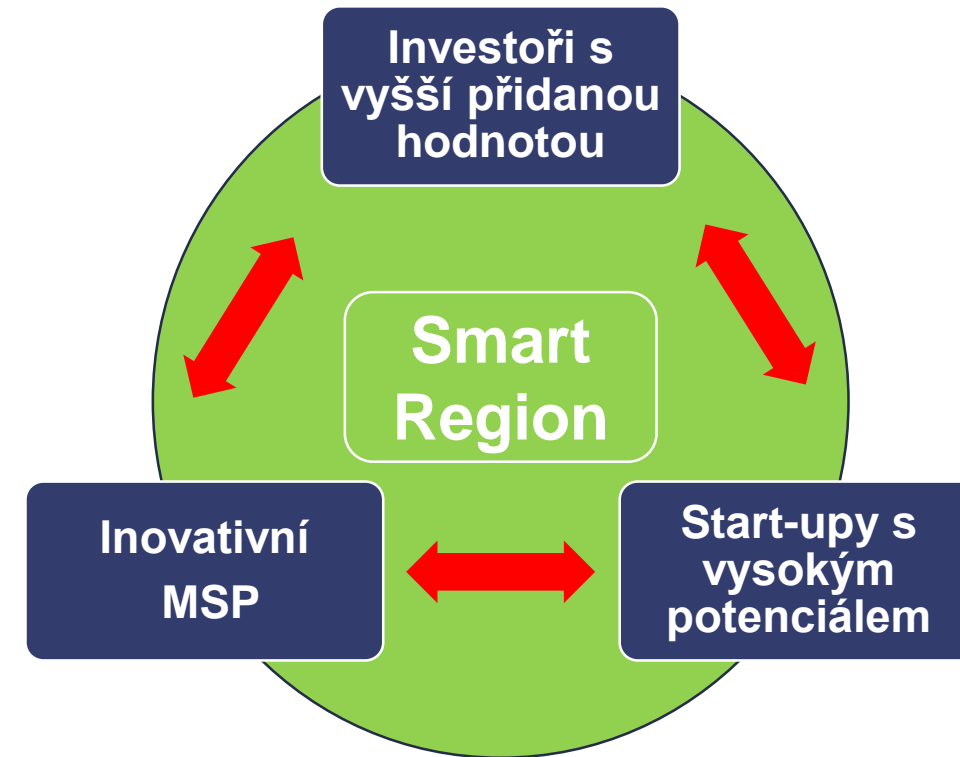 Investoři s
vyšší přidanou
hodnotou
Smart
Region
Inovativní
MSP
Start-upy s
vysokým
potenciálem